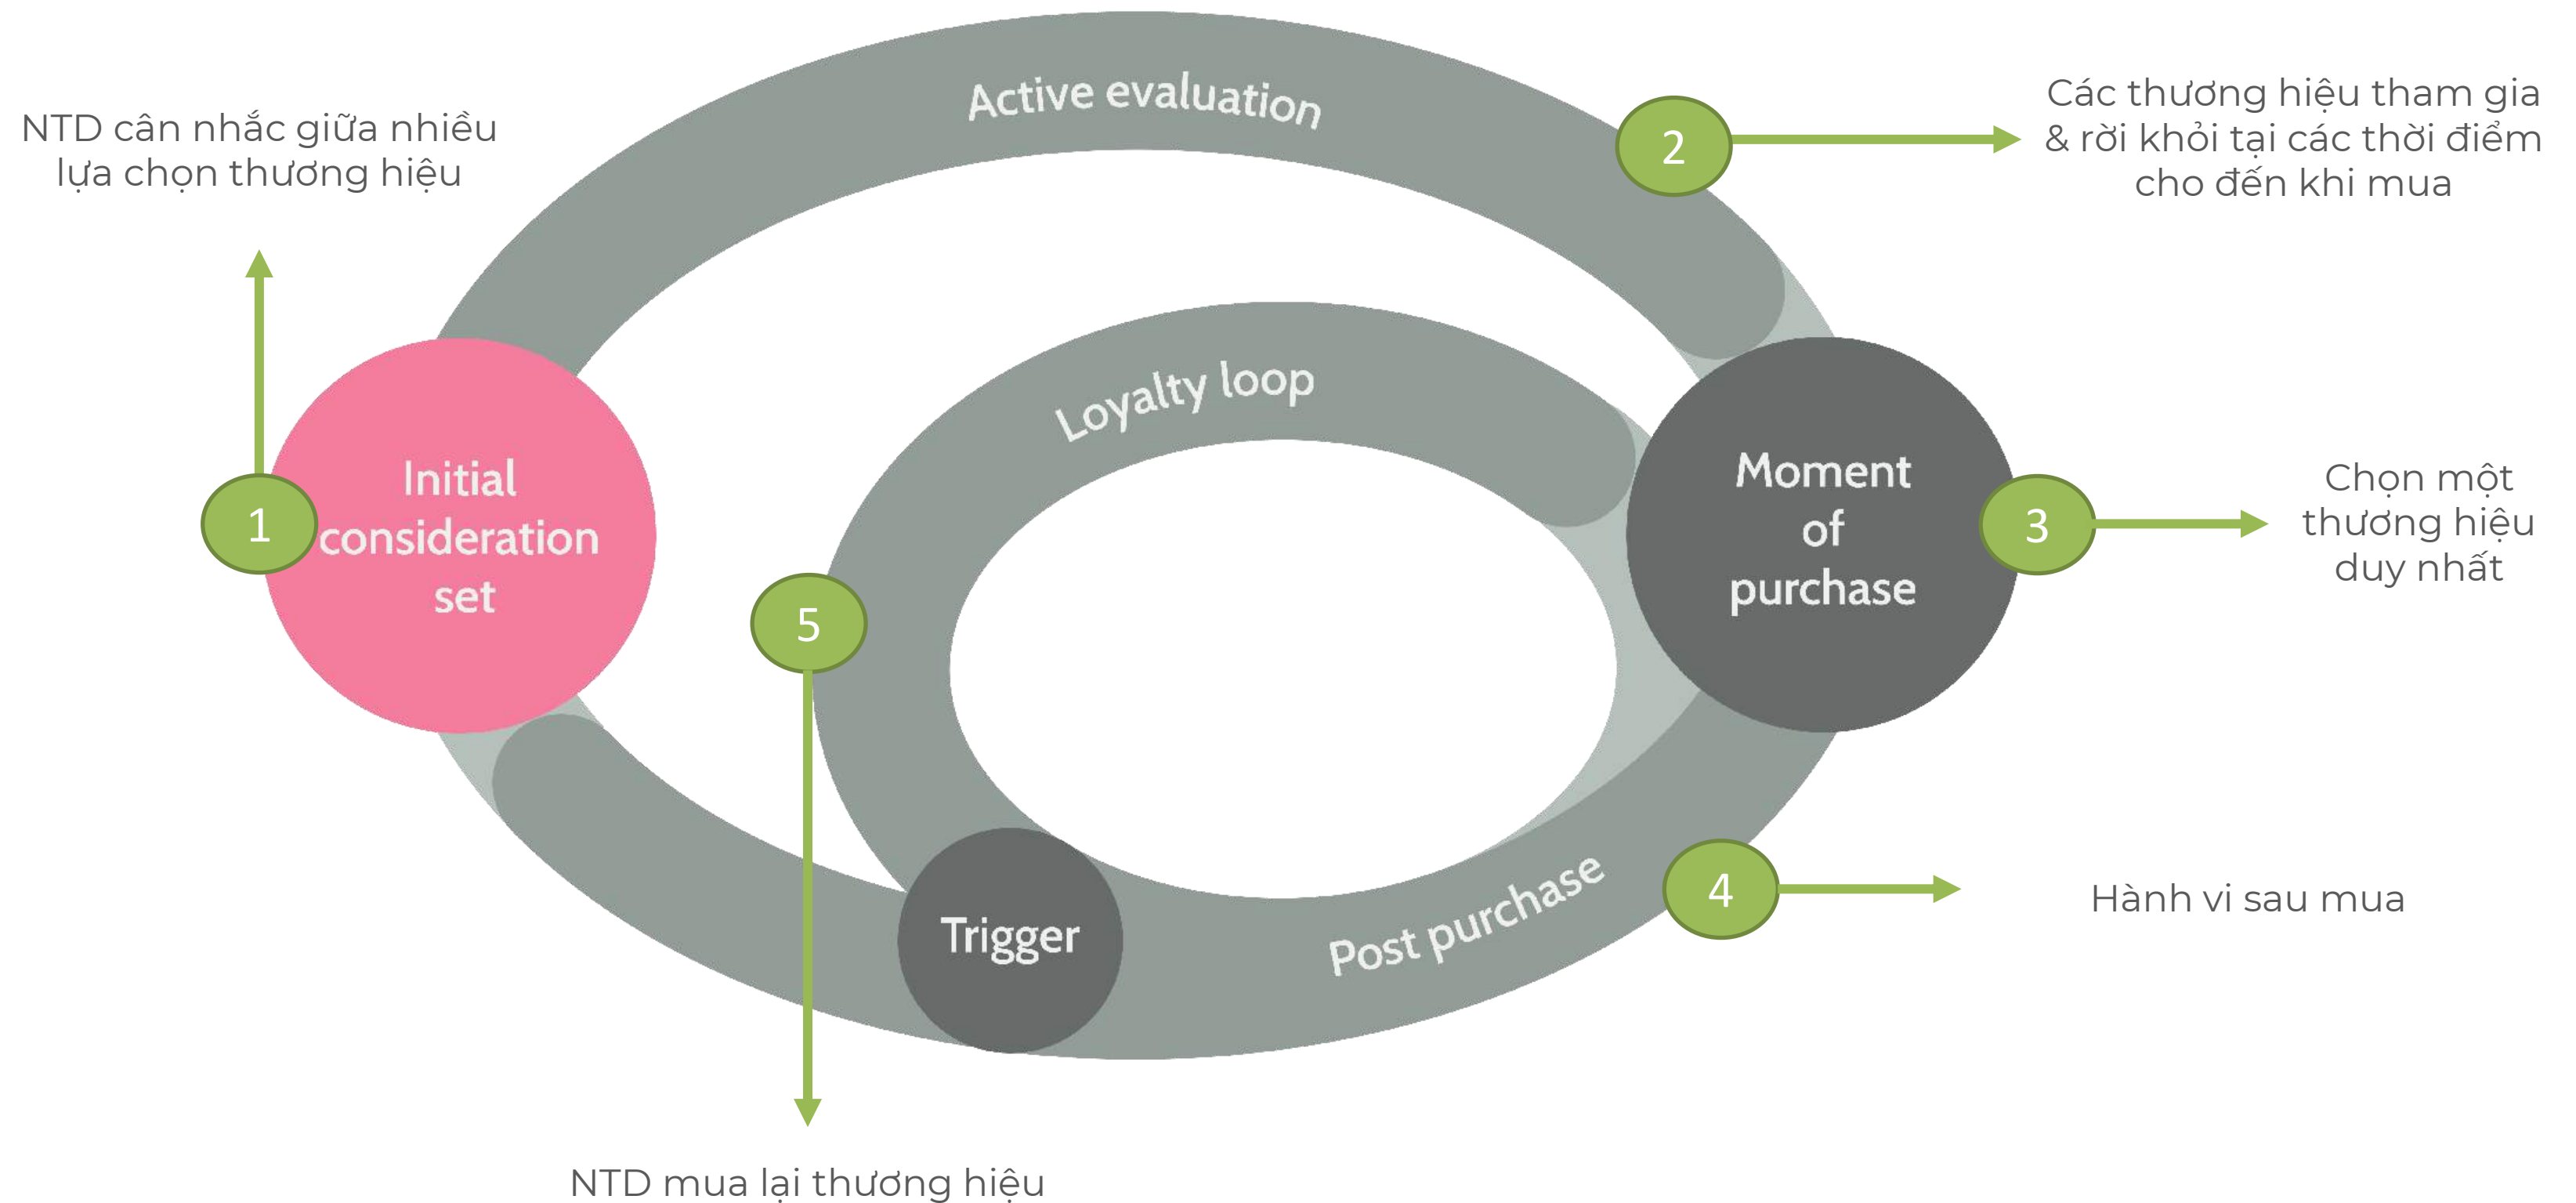 Active evaluation
NTD cân nhắc giữa nhiều
lựa chọn thương hiệu
2
Các thương hiệu tham gia
& rời khỏi tại các thời điểm
cho đến khi mua
Loyalty loop
1
Initial
consideration
set
Moment
of
purchase
3
Chọn một
thương hiệu
duy nhất
5
Trigger
Post purchase
4
Hành vi sau mua
NTD mua lại thương hiệu